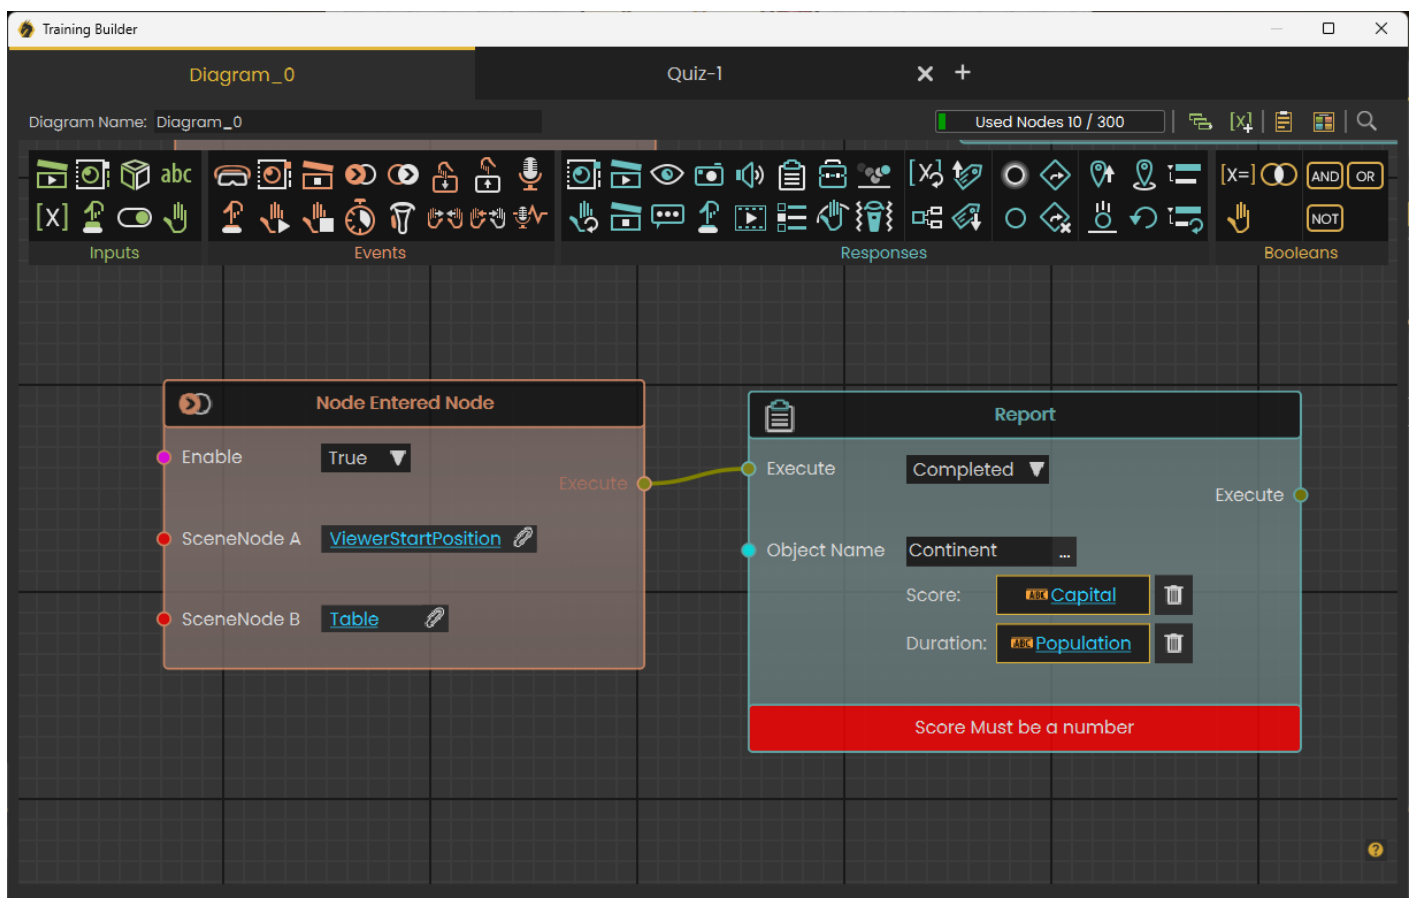 Training Builder
Diagram_0
Quiz-1
Diagram Name: Diagram_0
Used Nodes 10 / 300
abc
[x=]
AND
OR
[x]
NOT
Inputs
Events
Responses
Booleans
Node Entered Node
Enable
True
Execute
SceneNode A
ViewerStartPosition
SceneNode B
Table
Report
Execute
Completed
Execute
Object Name
Continent
...
Score:
ABC Capital
Duration:
ABC Population
Score Must be a number
?